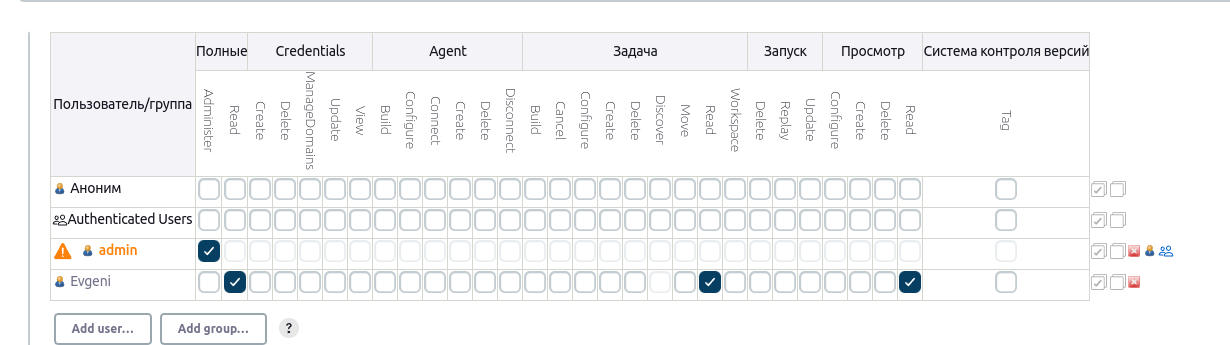 Пользователь/группа
Полные Credentials Agent Задача Запуск Просмотр Система контроля версий
Administer Read Create Delete ManageDomains Update View Build Configure Connect Create Delete Disconnect Build Cancel Configure Create Delete Discover Move Read Workspace Delete Replay Update Configure Create Delete Read Tag
Аноним
Authenticated Users
admin
Evgeni
Add user... Add group... ?